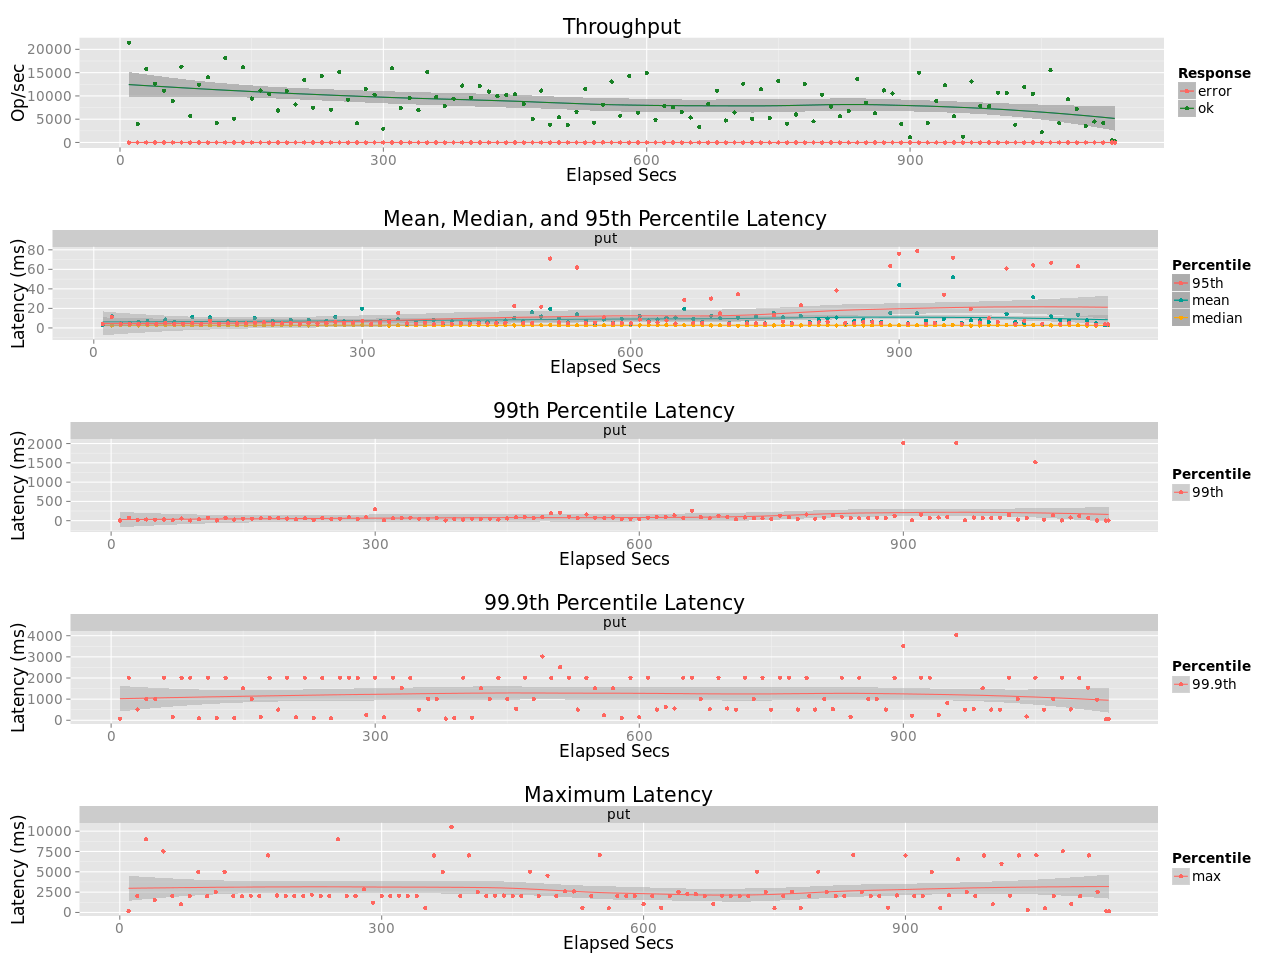 Throughput
Op/sec
20000
15000
10000
5000
0
0 300 600 900
Elapsed Secs
Response
error
ok
Mean, Median, and 95th Percentile Latency
put
Latency (ms)
80
60
40
20
0
0 300 600 900
Elapsed Secs
Percentile
95th
mean
median
99th Percentile Latency
put
Latency (ms)
2000
1500
1000
500
0
0 300 600 900
Elapsed Secs
Percentile
99th
99.9th Percentile Latency
put
Latency (ms)
4000
3000
2000
1000
0
0 300 600 900
Elapsed Secs
Percentile
99.9th
Maximum Latency
put
Latency (ms)
10000
7500
5000
2500
0
0 300 600 900
Elapsed Secs
Percentile
max